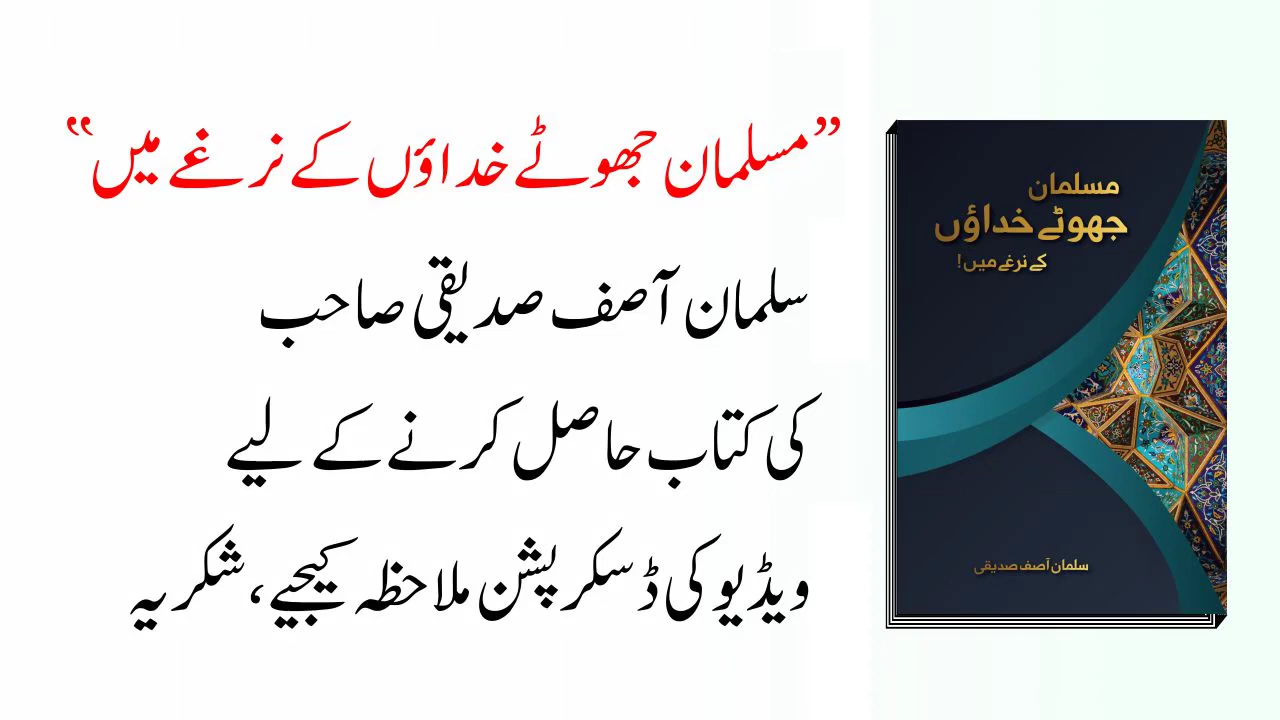 ”مسلمان جھوٹے خداؤں کے نرغے میں“
سلمان آصف صدیقی صاحب
کی کتاب حاصل کرنے کے لیے
ویڈیو کی ڈسکرپشن ملاحظہ کیجیے، شکریہ
مسلمان
جھوٹے خداؤں
کے نرغے میں!
سلمان آصف صدیقی